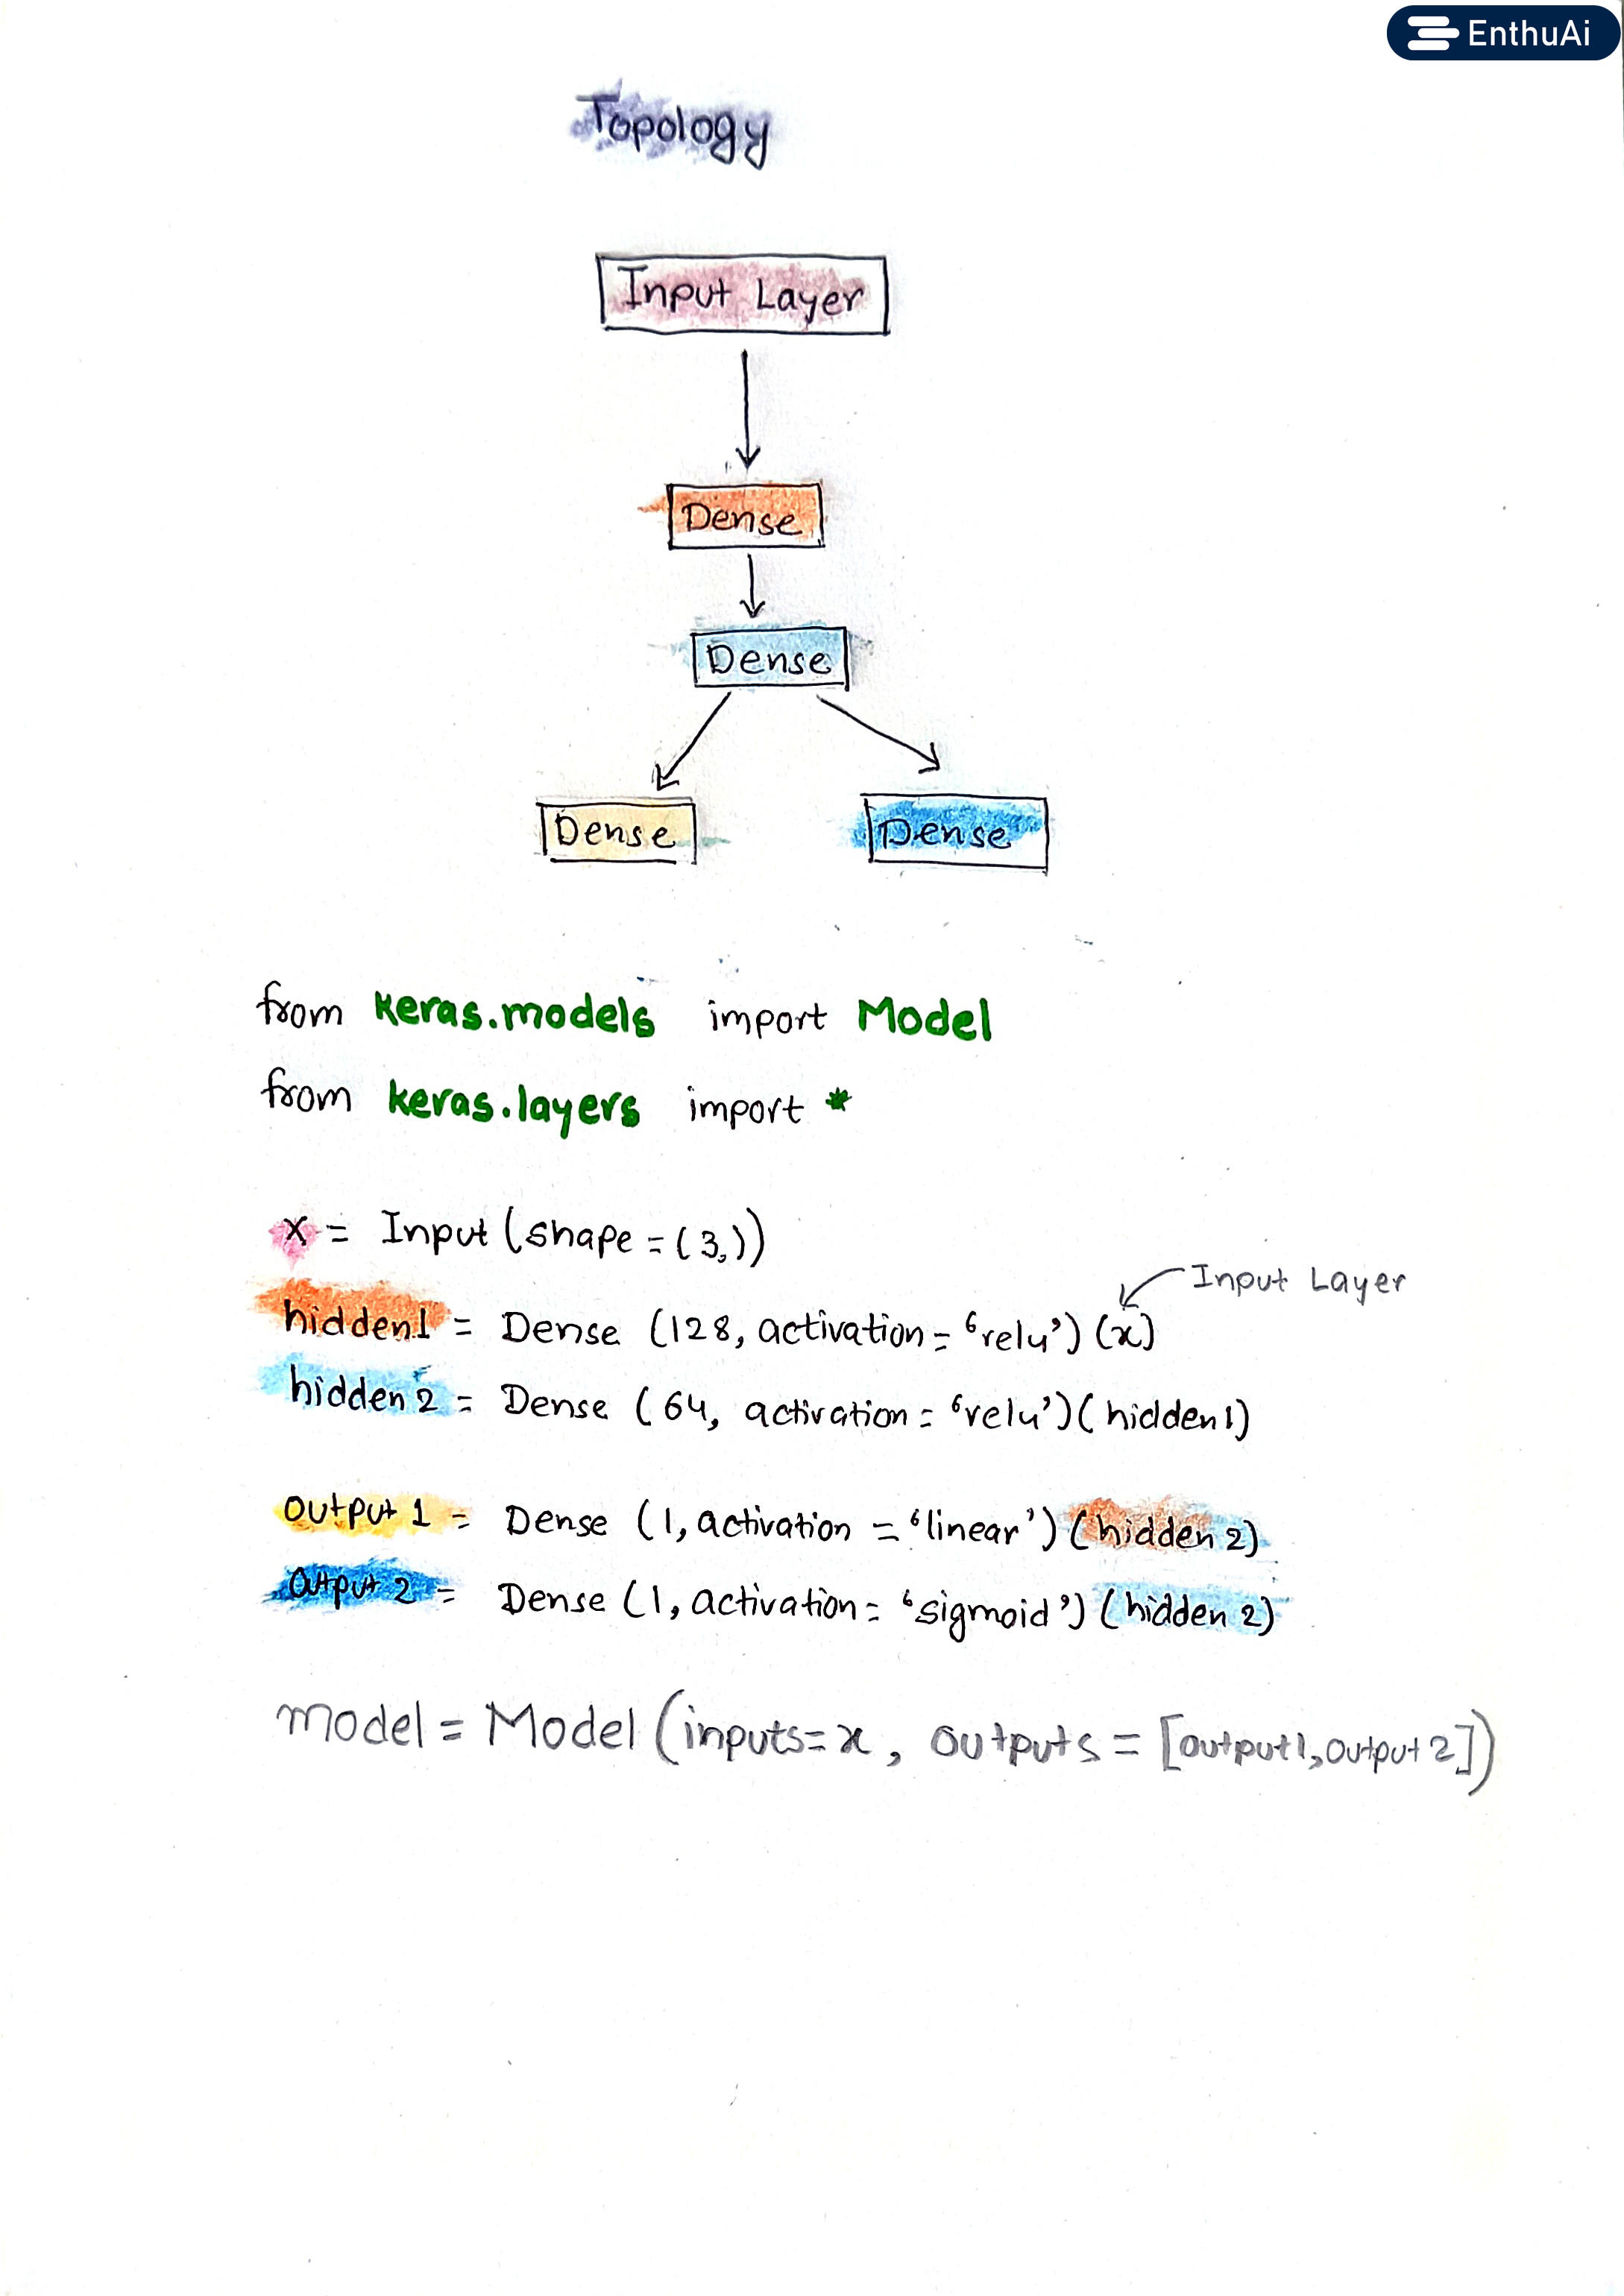 EnthuAi
Topology
Input Layer
Dense
Dense
Dense Dense
from keras.models import Model
from keras.layers import *
x = Input (shape = (3,))
Input Layer
hidden1 = Dense (128, activation = 'relu') (x)
hidden 2 = Dense (64, activation = 'relu') (hidden1)
output 1 = Dense (1, activation = 'linear') (hidden 2)
output 2 = Dense (1, activation = 'sigmoid') (hidden 2)
model = Model (inputs = x, outputs = [output1, output 2])